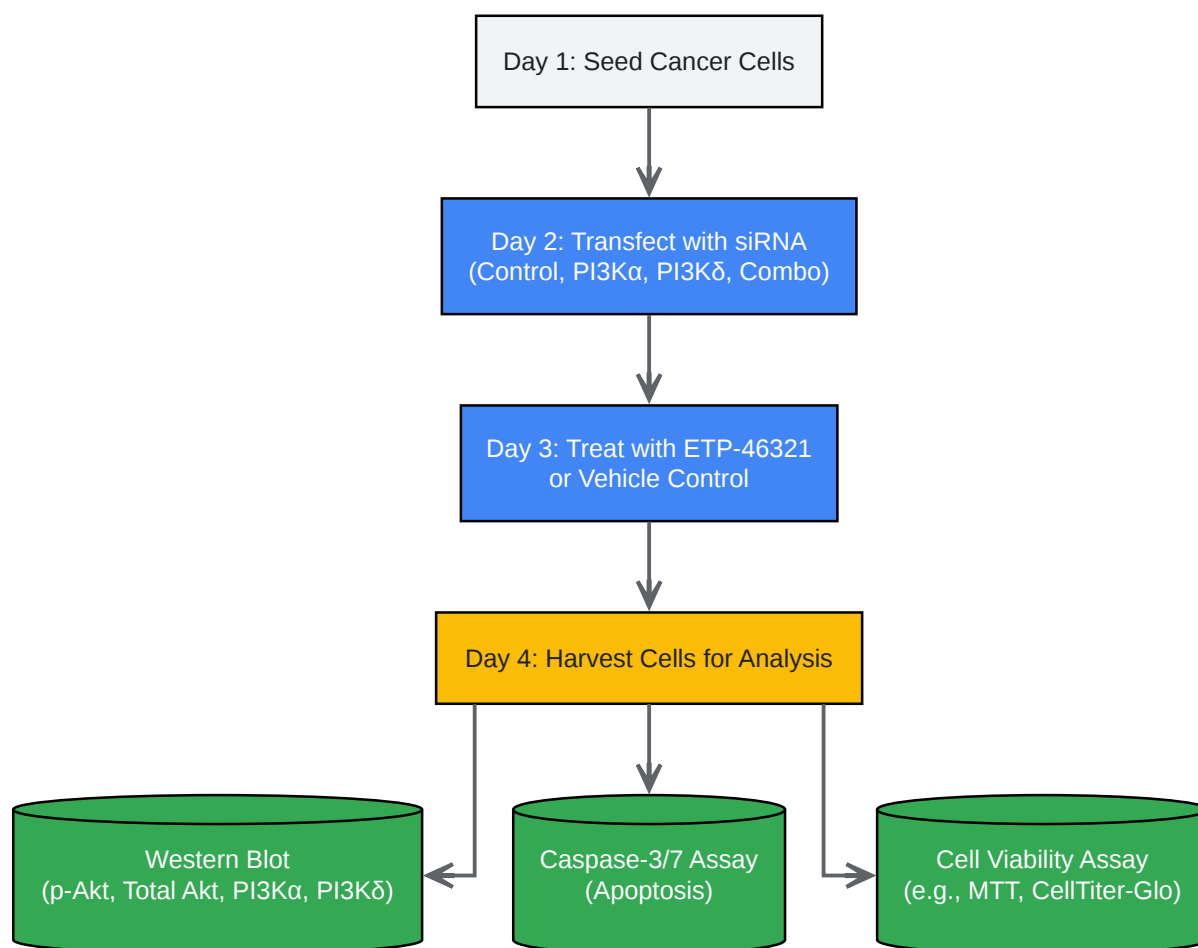 Day 1: Seed Cancer Cells
Day 2: Transfect with siRNA
(Control, PI3Kα, PI3Kδ, Combo)
Day 3: Treat with ETP-46321
or Vehicle Control
Day 4: Harvest Cells for Analysis
Western Blot
(p-Akt, Total Akt, PI3Kα, PI3Kδ)
Caspase-3/7 Assay
(Apoptosis)
Cell Viability Assay
(e.g., MTT, CellTiter-Glo)